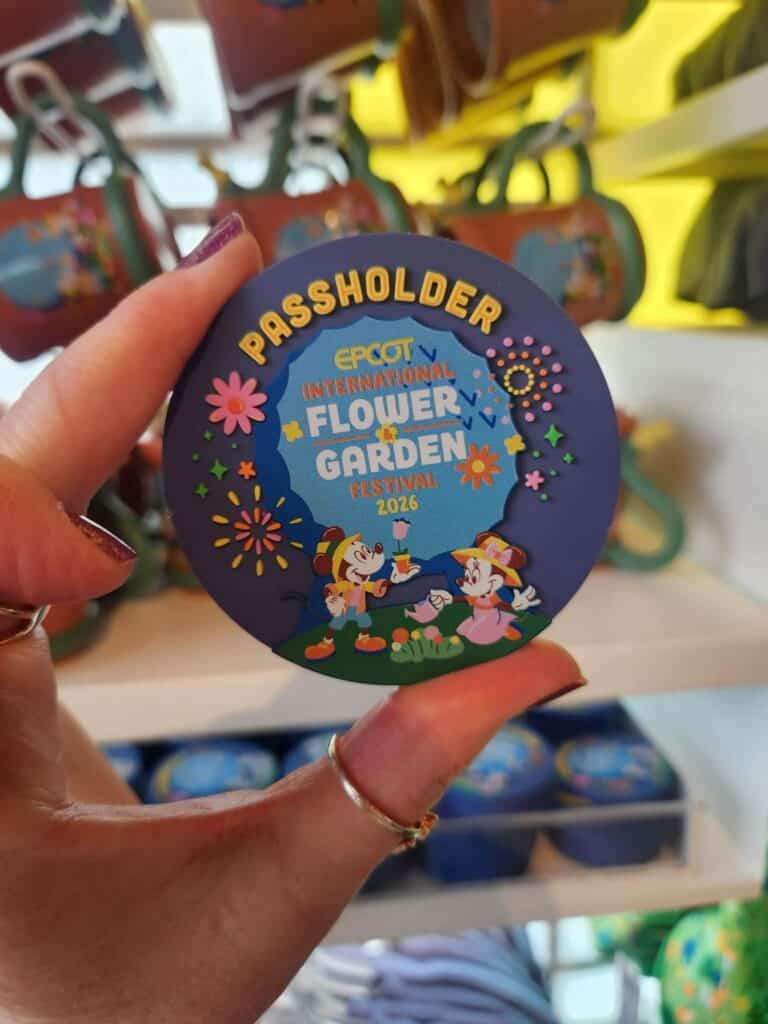 PASSHOLDER
EPCOT
INTERNATIONAL
FLOWER
&
GARDEN
FESTIVAL
2026